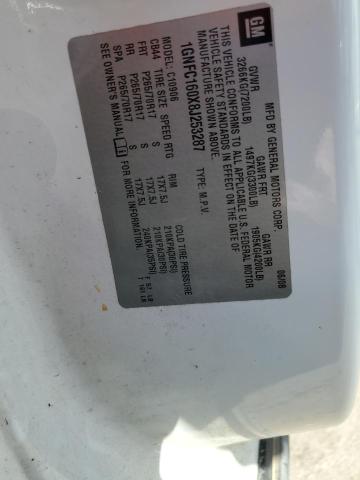 GM
MFD BY GENERAL MOTORS CORP. 06/08
GVWR GAWR FRT GAWR RR
3266KG(7200LB) 1497KG(3300LB) 1905KG(4200LB)
THIS VEHICLE CONFORMS TO ALL APPLICABLE U.S. FEDERAL MOTOR
VEHICLE SAFETY STANDARDS IN EFFECT ON THE DATE OF
MANUFACTURE SHOWN ABOVE.
1GNFC160X8J253287 TYPE: M.P.V.
MODEL: C10906
CB44 TIRE SIZE SPEED RTG RIM COLD TIRE PRESSURE
FRT P265/70R17 S 17X7.5J 210KPA(30PSI)
RR P265/70R17 S 17X7.5J 210KPA(30PSI)
SPA P265/70R17 S 17X7.5J 240KPA(35PSI)
SEE OWNER'S MANUAL FOR MORE INFORMATION.